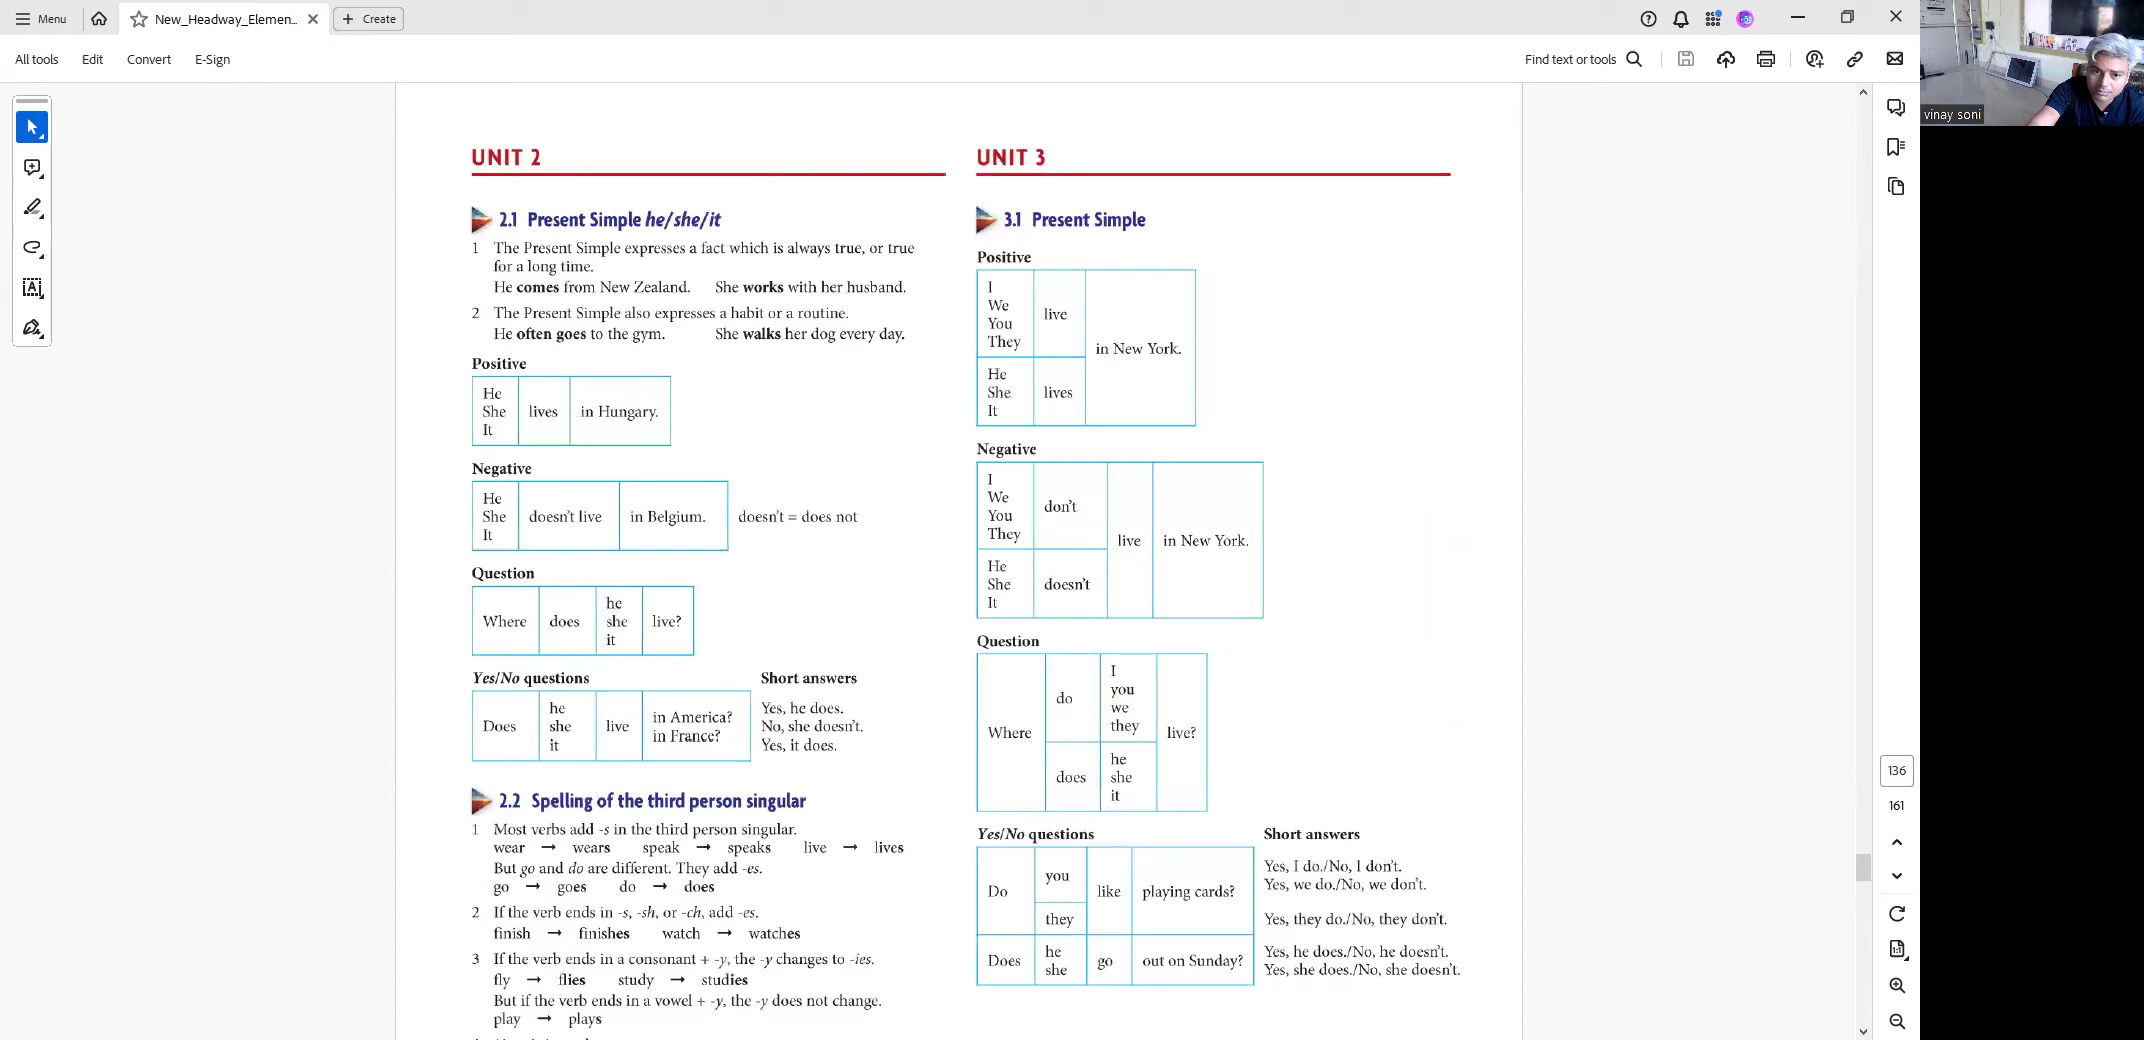 Menu
New_Headway_Elemen...
Create
All tools
Edit
Convert
E-Sign
Find text or tools
vinay soni
UNIT 2
2.1 Present Simple he/she/it
1 The Present Simple expresses a fact which is always true, or true
for a long time.
He comes from New Zealand. She works with her husband.
2 The Present Simple also expresses a habit or a routine.
He often goes to the gym. She walks her dog every day.
Positive
He
She
It
lives
in Hungary.
Negative
He
She
It
doesn't live
in Belgium.
doesn't = does not
Question
Where
does
he
she
it
live?
Yes/No questions
Short answers
Does
he
she
it
live
in America?
in France?
Yes, he does.
No, she doesn't.
Yes, it does.
2.2 Spelling of the third person singular
1 Most verbs add -s in the third person singular.
wear → wears speak → speaks live → lives
But go and do are different. They add -es.
go → goes do → does
2 If the verb ends in -s, -sh, or -ch, add -es.
finish → finishes watch → watches
3 If the verb ends in a consonant + -y, the -y changes to -ies.
fly → flies study → studies
But if the verb ends in a vowel + -y, the -y does not change.
play → plays
UNIT 3
3.1 Present Simple
Positive
I
We
You
They
live
He
She
It
lives
in New York.
Negative
I
We
You
They
don't
He
She
It
doesn't
live
in New York.
Question
Where
do
I
you
we
they
does
he
she
it
live?
Yes/No questions
Short answers
Do
you
they
like
playing cards?
Yes, I do./No, I don't.
Yes, we do./No, we don't.
Yes, they do./No, they don't.
Does
he
she
go
out on Sunday?
Yes, he does./No, he doesn't.
Yes, she does./No, she doesn't.
136
161